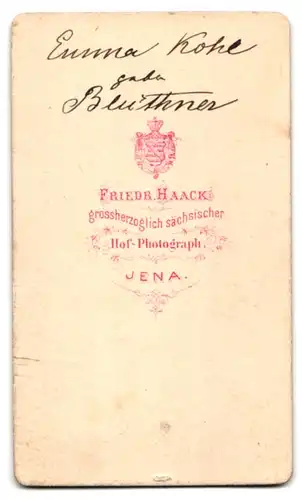 Emma Kohl
geb.
Blüthner
FRIEDR. HAACK
grossherzoglich sächsischer
Hof-Photograph.
JENA.